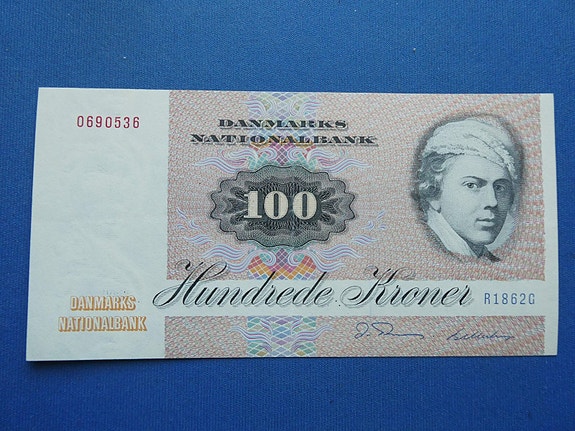 0690536
DANMARKS
NATIONALBANK
100
Hundrede Kroner
R1862G
DANMARKS
NATIONALBANK